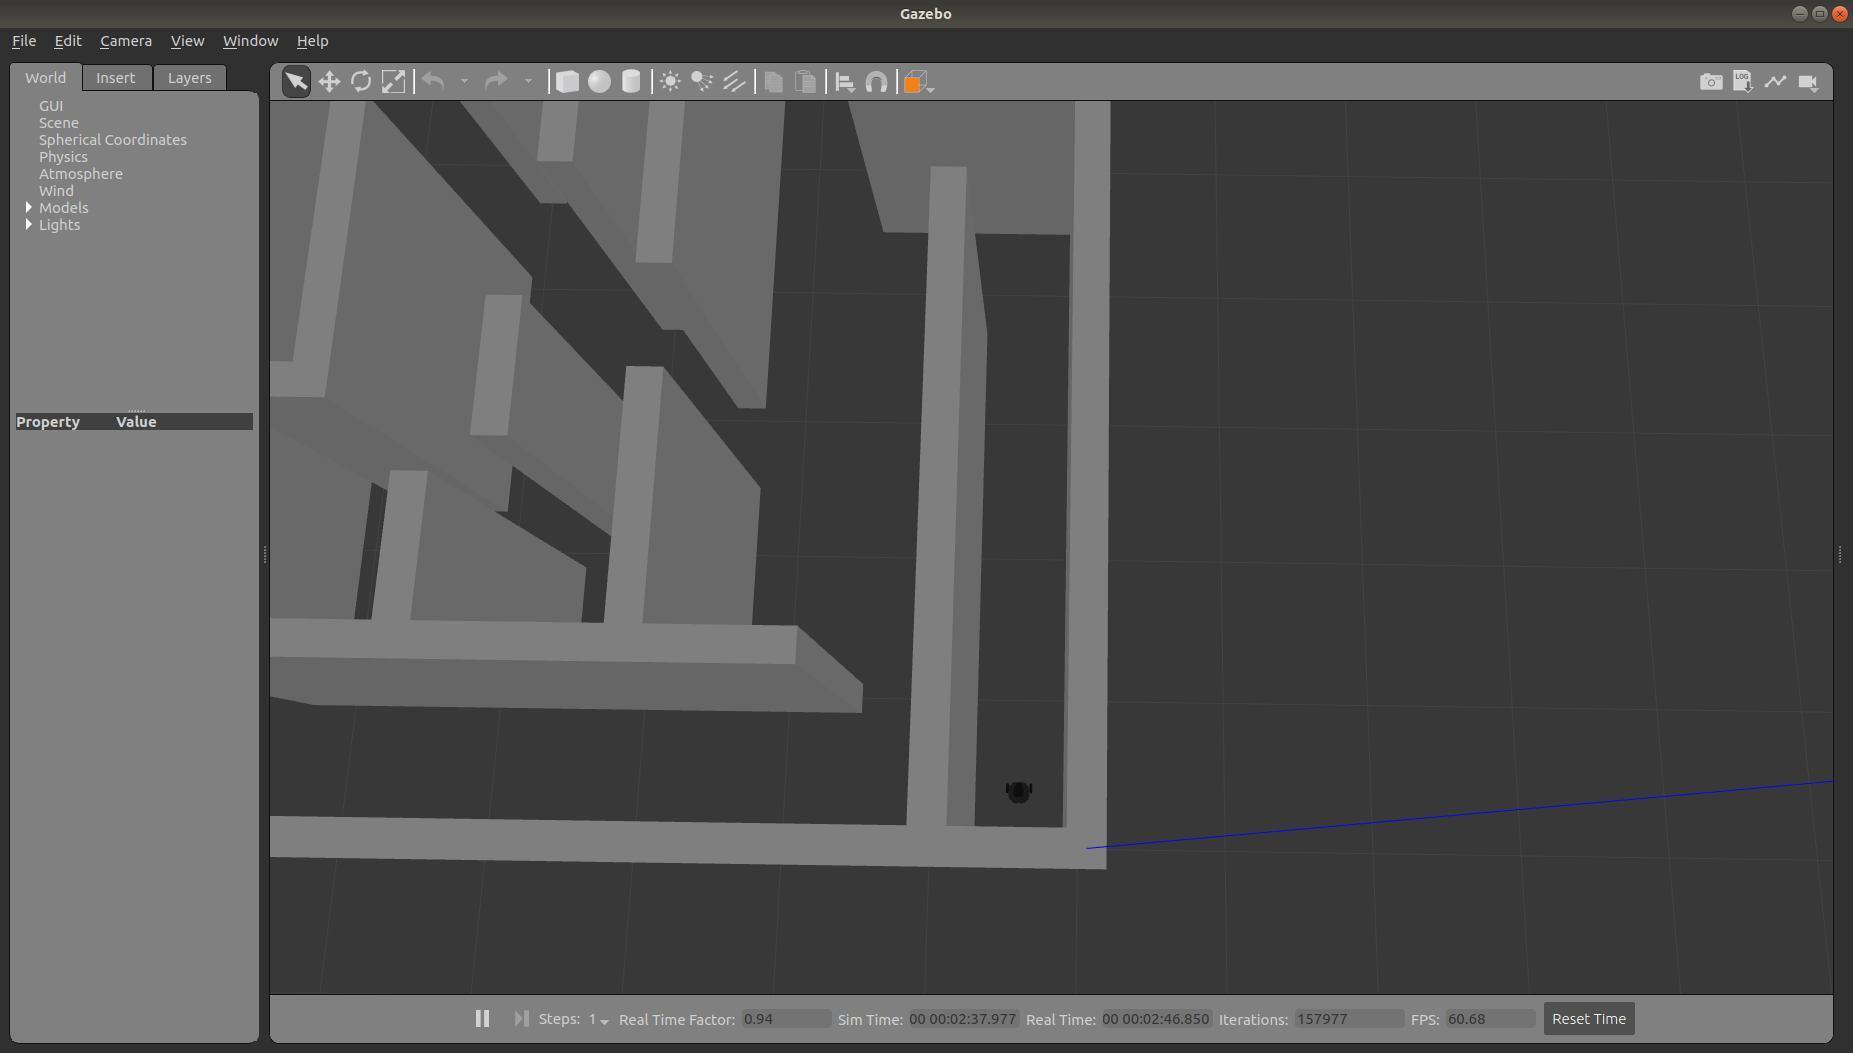 Gazebo
File Edit Camera View Window Help
World Insert Layers
LOG
GUI
Scene
Spherical Coordinates
Physics
Atmosphere
Wind
Models
Lights
Property Value
Steps: 1 Real Time Factor: 0.94 Sim Time: 00 00:02:37.977 Real Time: 00 00:02:46.850 Iterations: 157977 FPS: 60.68 Reset Time